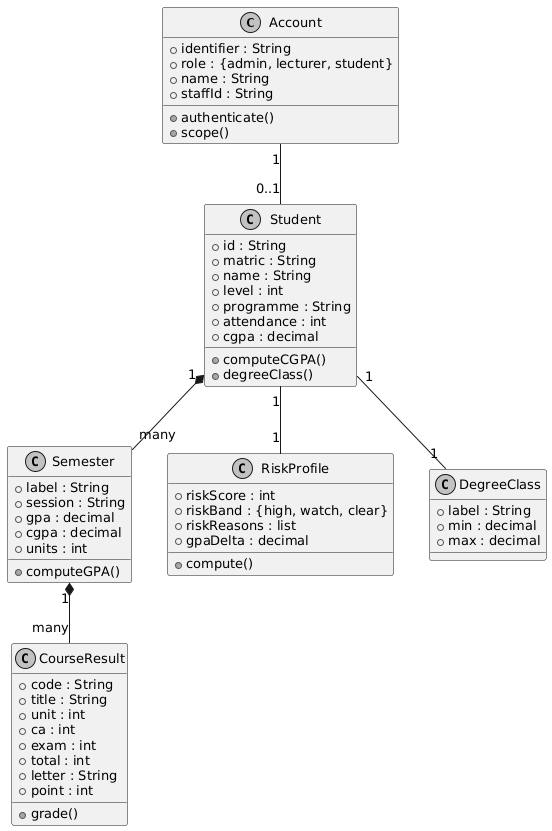 C Account
identifier : String
role : {admin, lecturer, student}
name : String
staffId : String
authenticate()
scope()
1
0..1
C Student
id : String
matric : String
name : String
level : int
programme : String
attendance : int
cgpa : decimal
computeCGPA()
degreeClass()
1
1
1
many
1
1
C Semester
label : String
session : String
gpa : decimal
cgpa : decimal
units : int
computeGPA()
C RiskProfile
riskScore : int
riskBand : {high, watch, clear}
riskReasons : list
gpaDelta : decimal
compute()
C DegreeClass
label : String
min : decimal
max : decimal
1
many
C CourseResult
code : String
title : String
unit : int
ca : int
exam : int
total : int
letter : String
point : int
grade()